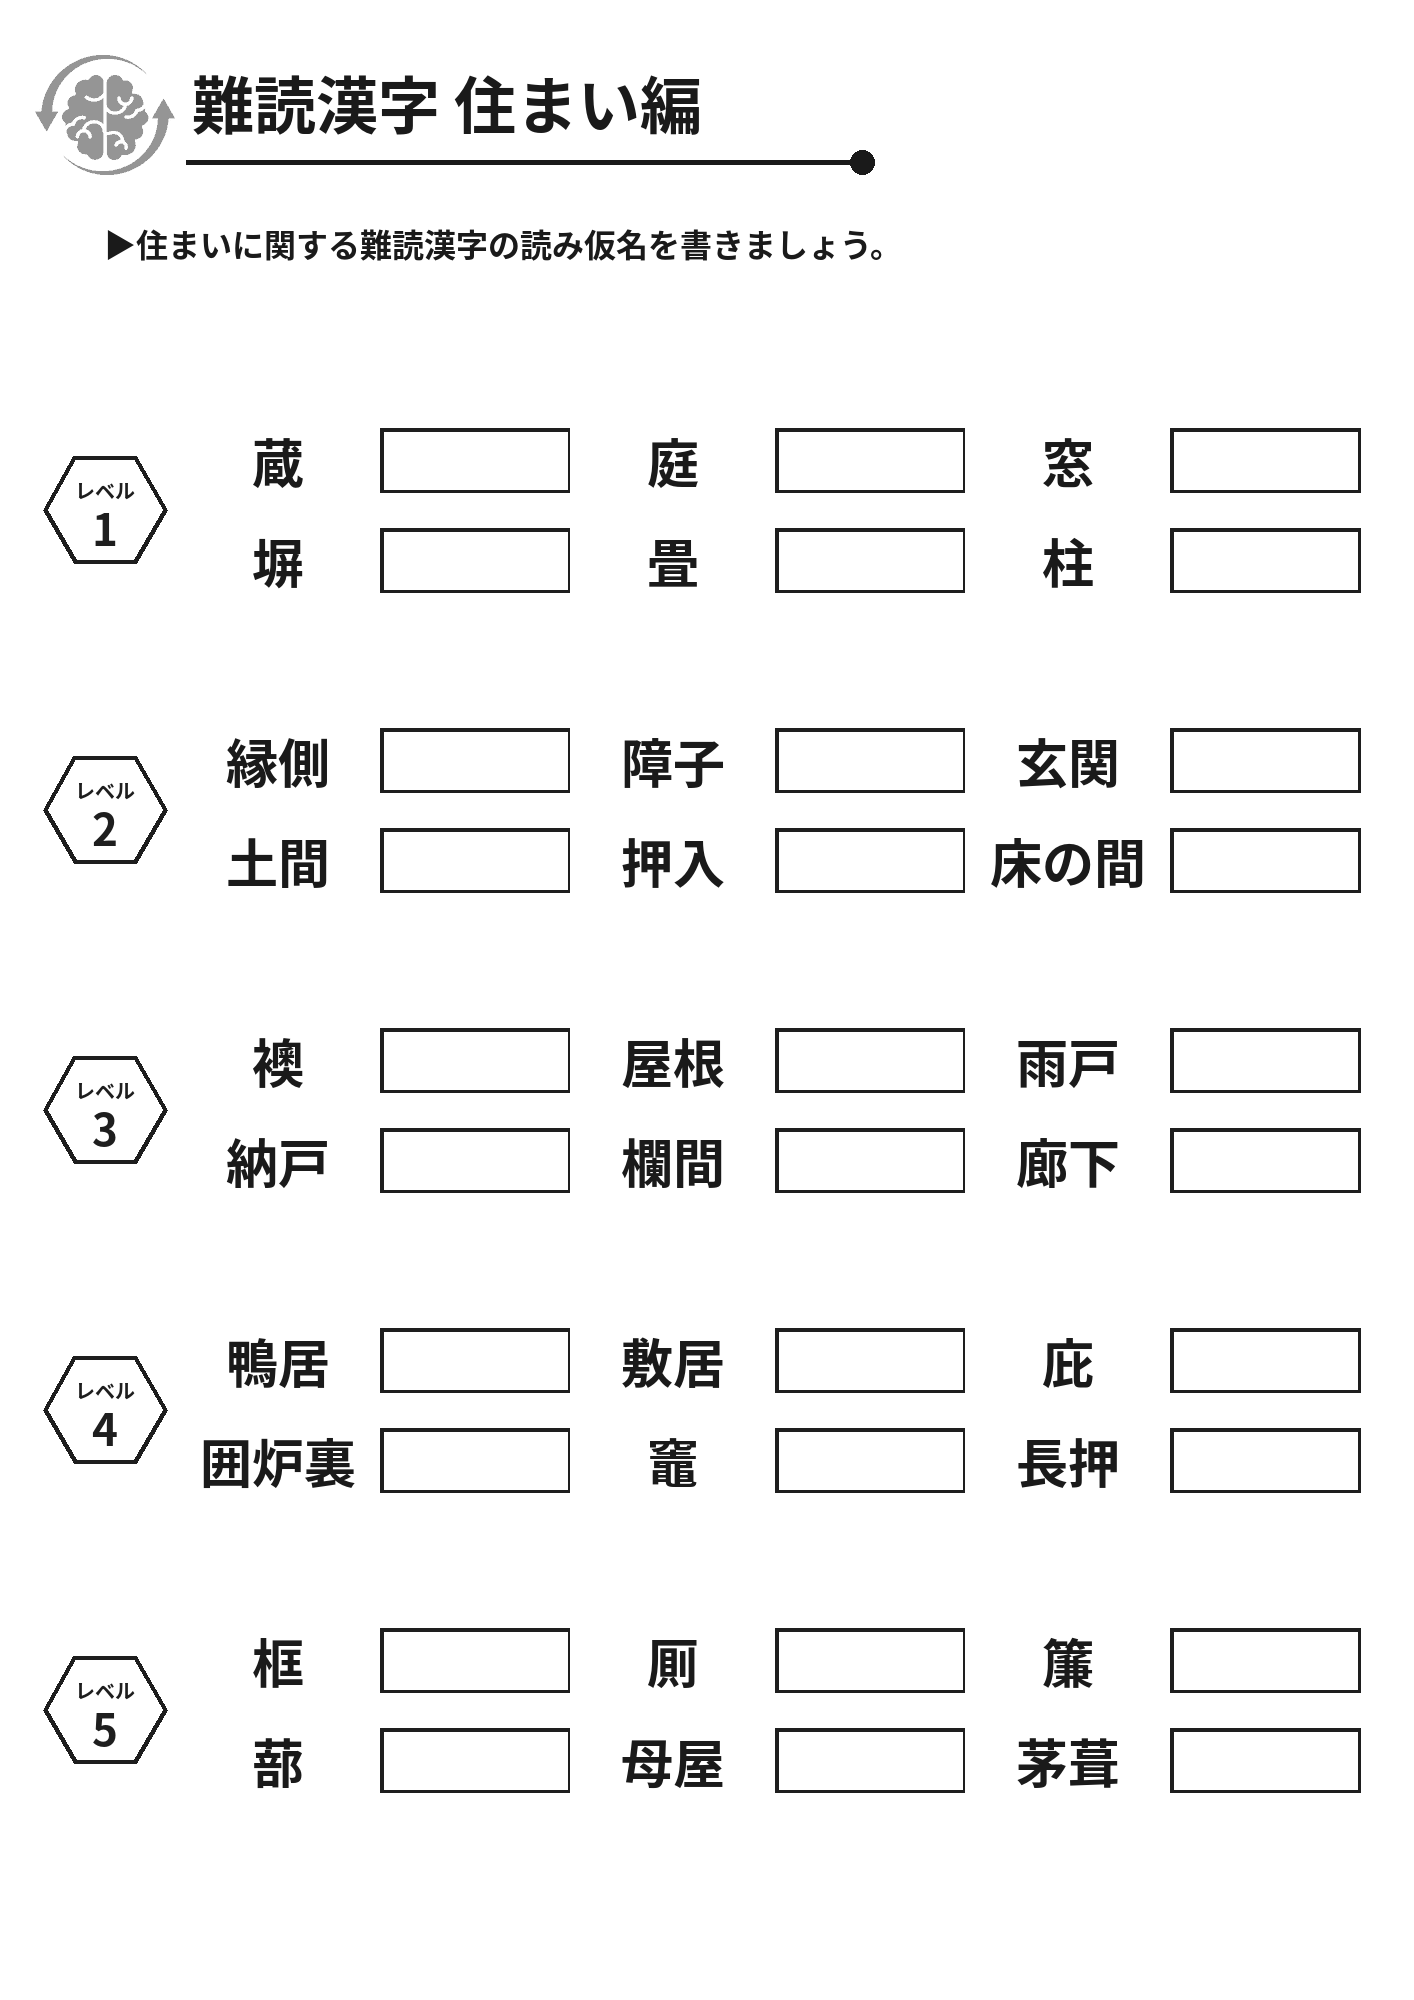 難読漢字 住まい編
▶住まいに関する難読漢字の読み仮名を書きましょう。
レベル
1
蔵 庭 窓
塀 畳 柱
レベル
2
縁側 障子 玄関
土間 押入 床の間
レベル
3
襖 屋根 雨戸
納戸 欄間 廊下
レベル
4
鴨居 敷居 庇
囲炉裏 竈 長押
レベル
5
框 厠 簾
蔀 母屋 茅葺